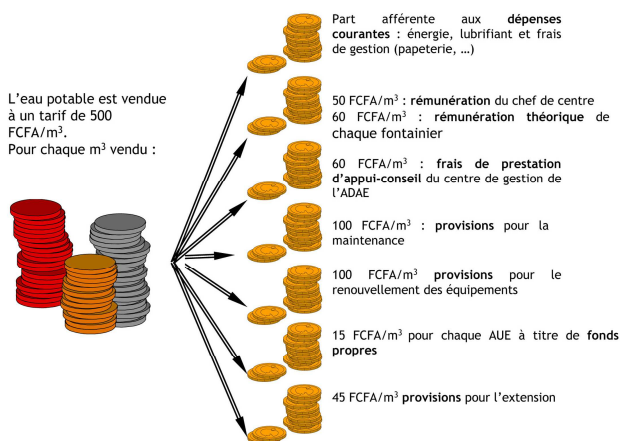 L’eau potable est vendue
à un tarif de 500
FCFA/m³.
Pour chaque m³ vendu :
Part afférente aux dépenses
courantes : énergie, lubrifiant et frais
de gestion (papeterie, …)
50 FCFA/m³ : rémunération du chef de centre
60 FCFA/m³ : rémunération théorique de
chaque fontainier
60 FCFA/m³ : frais de prestation
d’appui-conseil du centre de gestion de
l’ADAE
100 FCFA/m³ : provisions pour la
maintenance
100 FCFA/m³ provisions pour le
renouvellement des équipements
15 FCFA/m³ pour chaque AUE à titre de fonds
propres
45 FCFA/m³ provisions pour l’extension